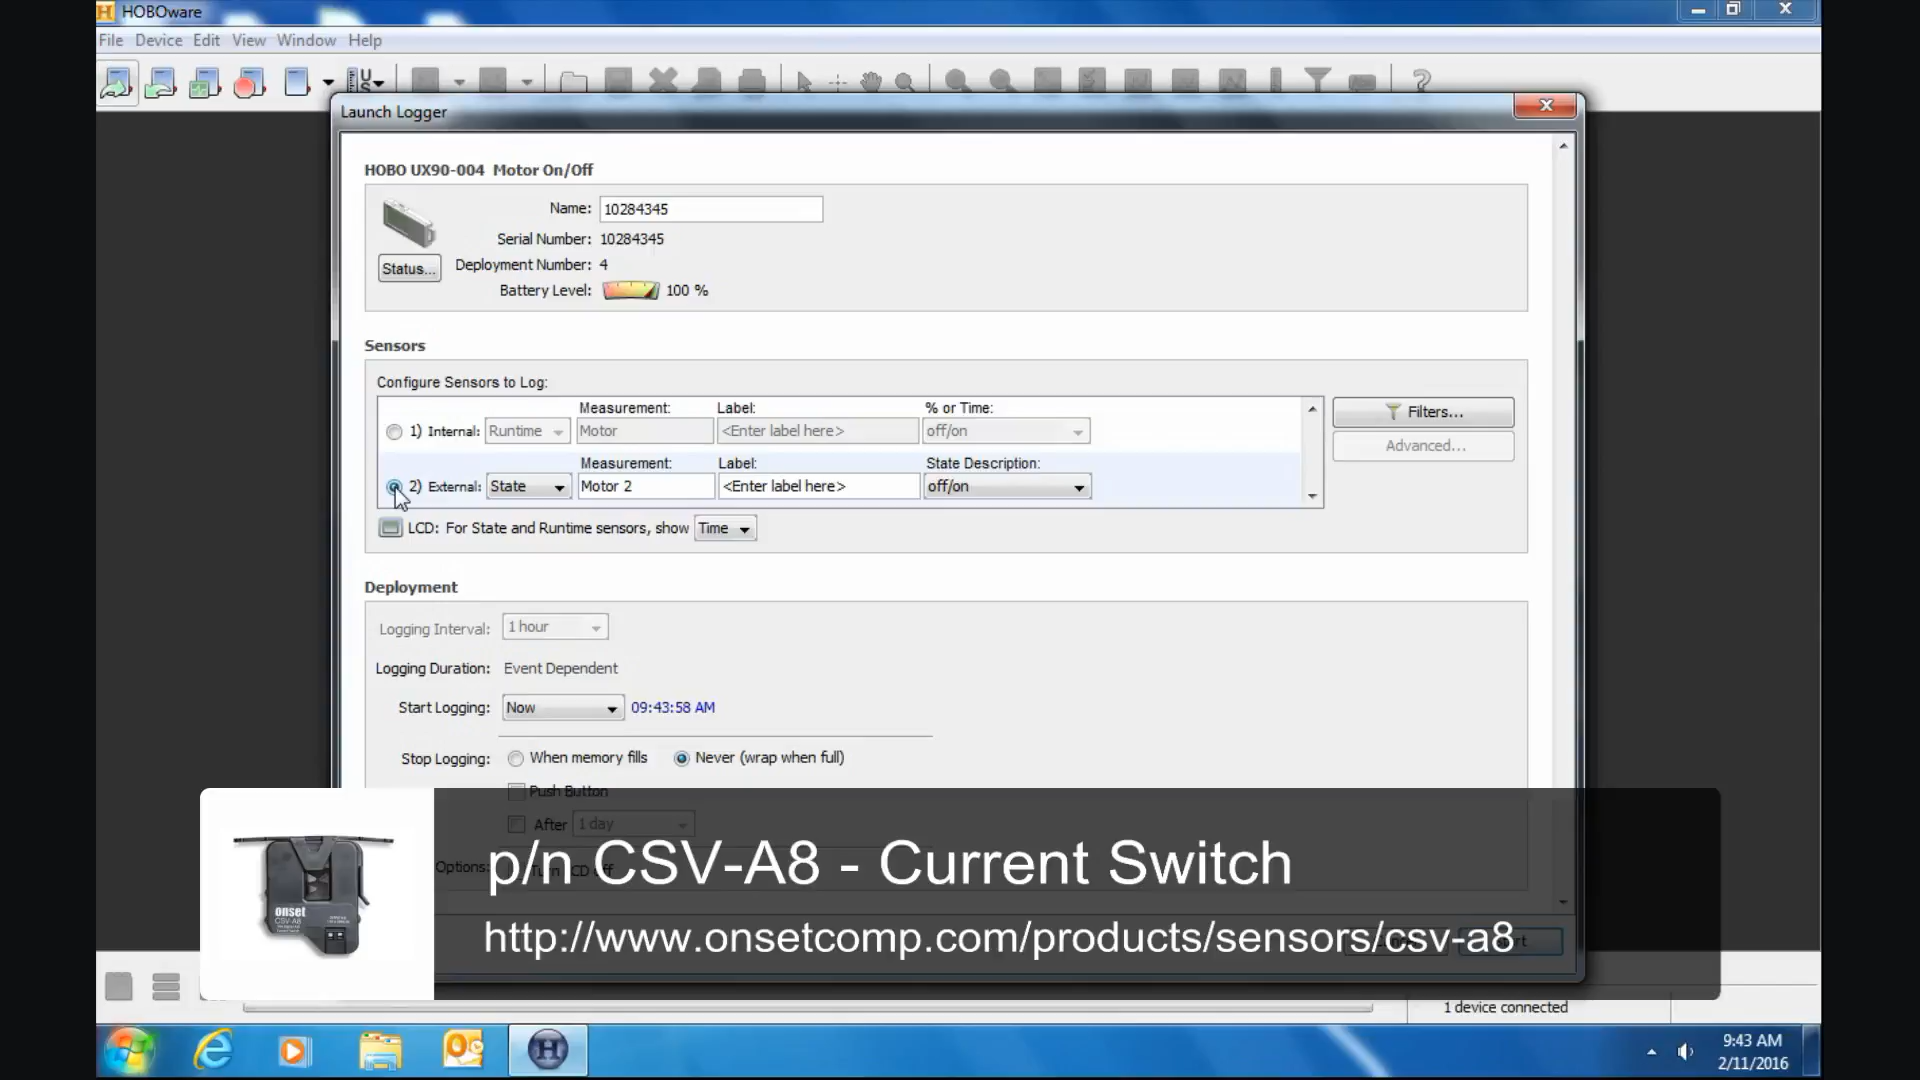 HOBOware
File Device Edit View Window Help
Launch Logger
HOBO UX90-004 Motor On/Off
Name: 10284345
Serial Number: 10284345
Status... Deployment Number: 4
Battery Level: 100 %
Sensors
Configure Sensors to Log:
Measurement: Label: % or Time:
1) Internal: Runtime Motor <Enter label here> off/on
Filters...
Advanced...
Measurement: Label: State Description:
2) External: State Motor 2 <Enter label here> off/on
LCD: For State and Runtime sensors, show Time
Deployment
Logging Interval: 1 hour
Logging Duration: Event Dependent
Start Logging: Now 09:43:58 AM
Stop Logging: When memory fills Never (wrap when full)
Push Button
After 1 day
Options:
p/n CSV-A8 - Current Switch
http://www.onsetcomp.com/products/sensors/csv-a8
onset
CSV-A8
1 device connected
9:43 AM
2/11/2016